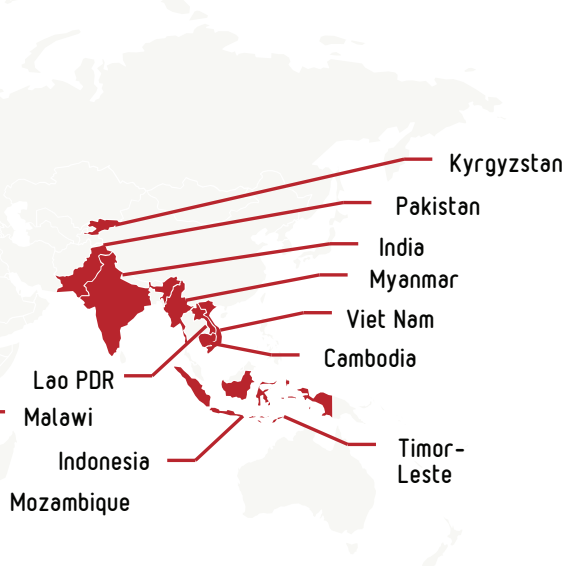 Kyrgyzstan
Pakistan
India
Myanmar
Viet Nam
Cambodia
Lao PDR
Malawi
Timor-
Leste
Indonesia
Mozambique